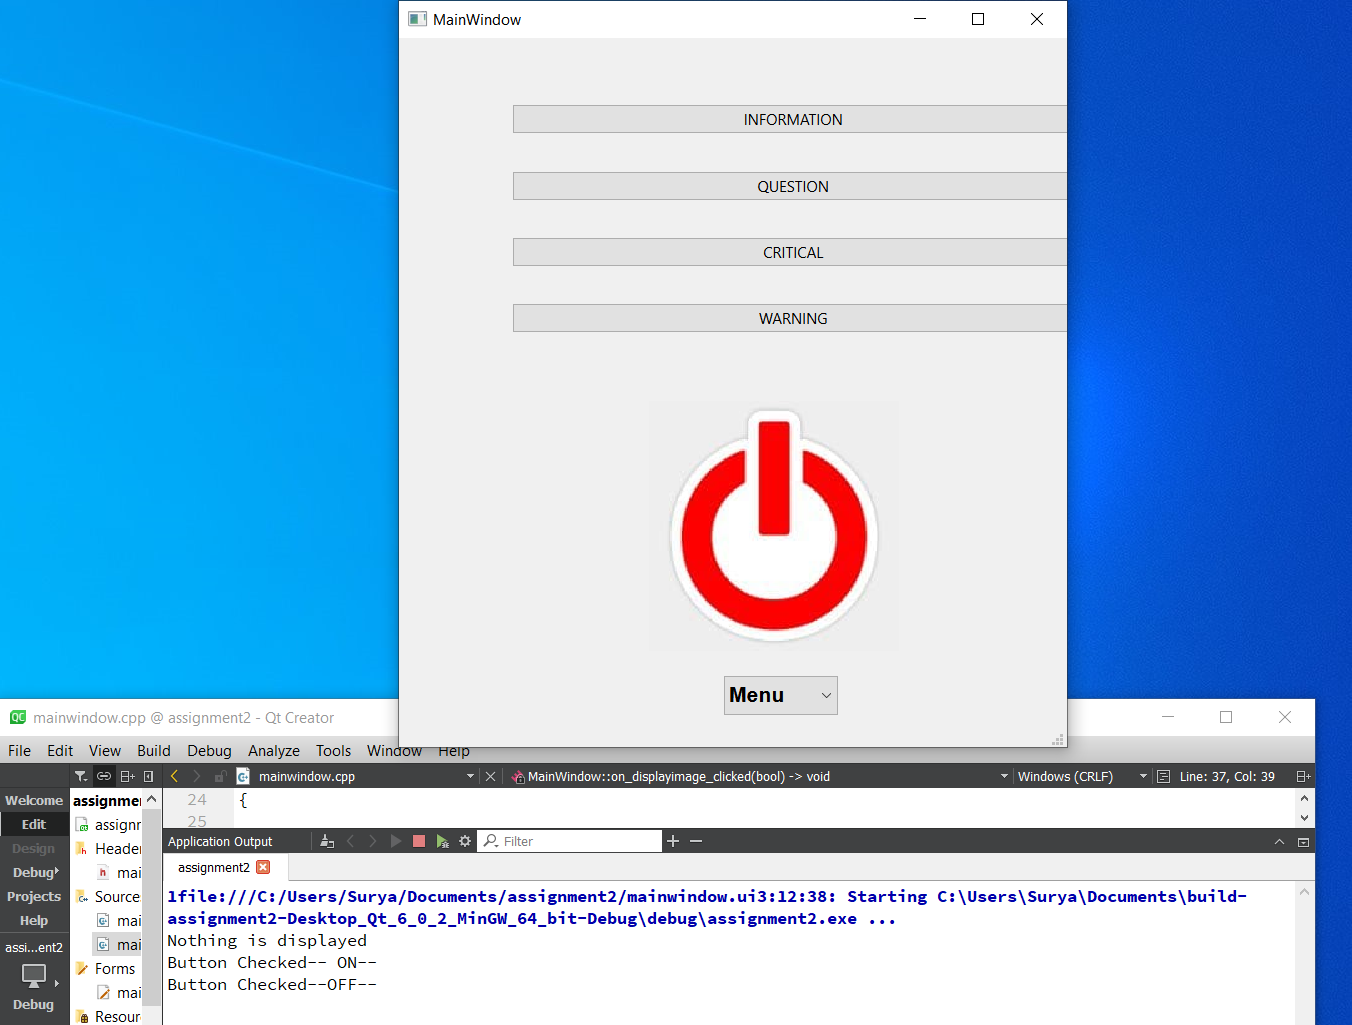 MainWindow
INFORMATION
QUESTION
CRITICAL
WARNING
Menu
QC mainwindow.cpp @ assignment2 - Qt Creator
File Edit View Build Debug Analyze Tools Window Help
mainwindow.cpp MainWindow::on_displayimage_clicked(bool) -> void Windows (CRLF) Line: 37, Col: 39
Welcome
Edit
Design
Debug
Projects
Help
assi...ent2
Debug
assignme
assignr
Header
mai
Source
mai
mai
Forms
mai
Resour
24 {
25
Application Output Filter
assignment2
1file:///C:/Users/Surya/Documents/assignment2/mainwindow.ui3:12:38: Starting C:\Users\Surya\Documents\build-
assignment2-Desktop_Qt_6_0_2_MinGW_64_bit-Debug\debug\assignment2.exe ...
Nothing is displayed
Button Checked-- ON--
Button Checked--OFF--